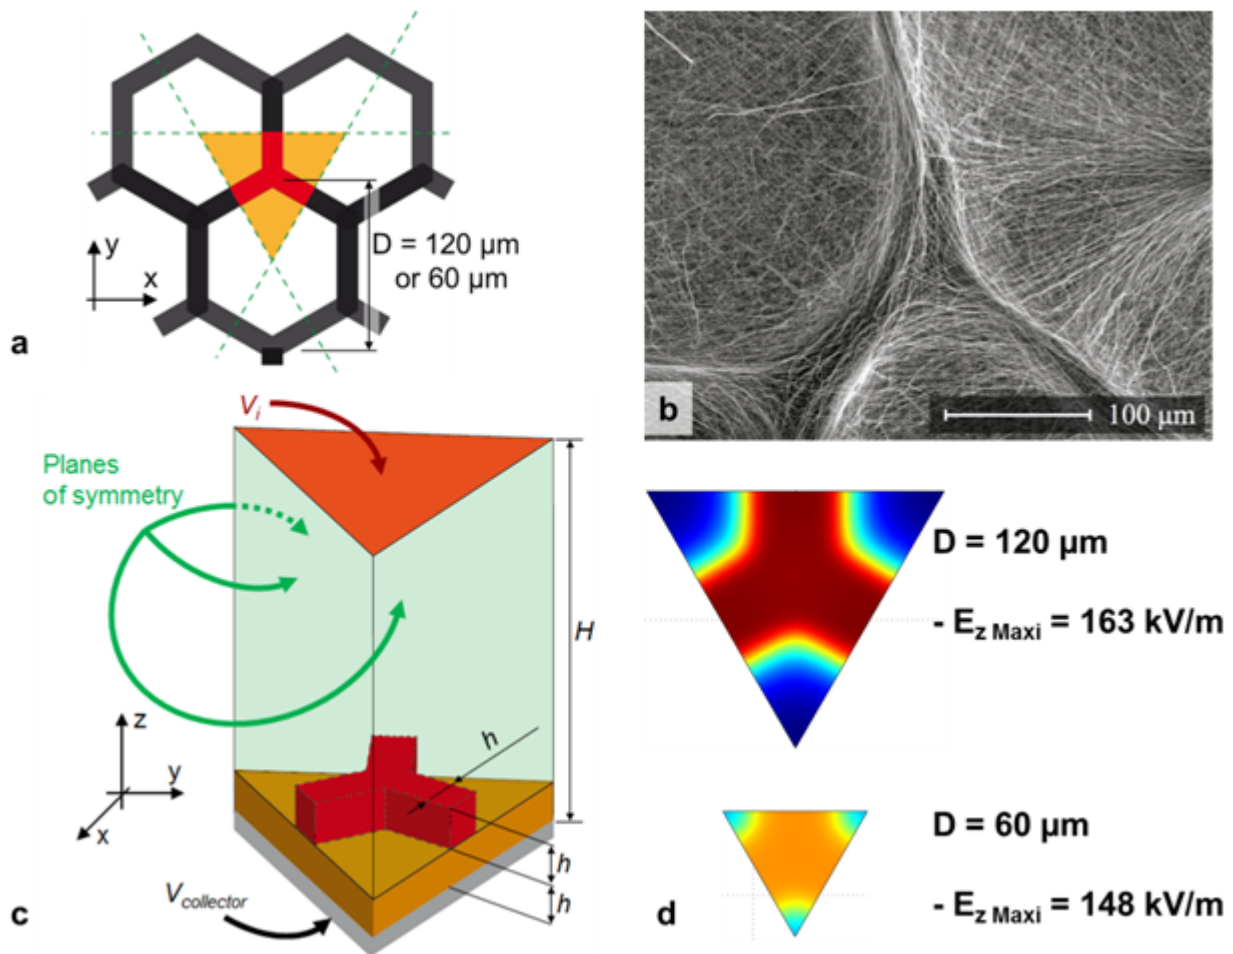 y
x
D = 120 µm
or 60 µm
a
b
100 µm
Vi
Planes
of symmetry
H
h
z
y
x
h
h
Vcollector
c
D = 120 µm
- Ez Maxi = 163 kV/m
D = 60 µm
- Ez Maxi = 148 kV/m
d